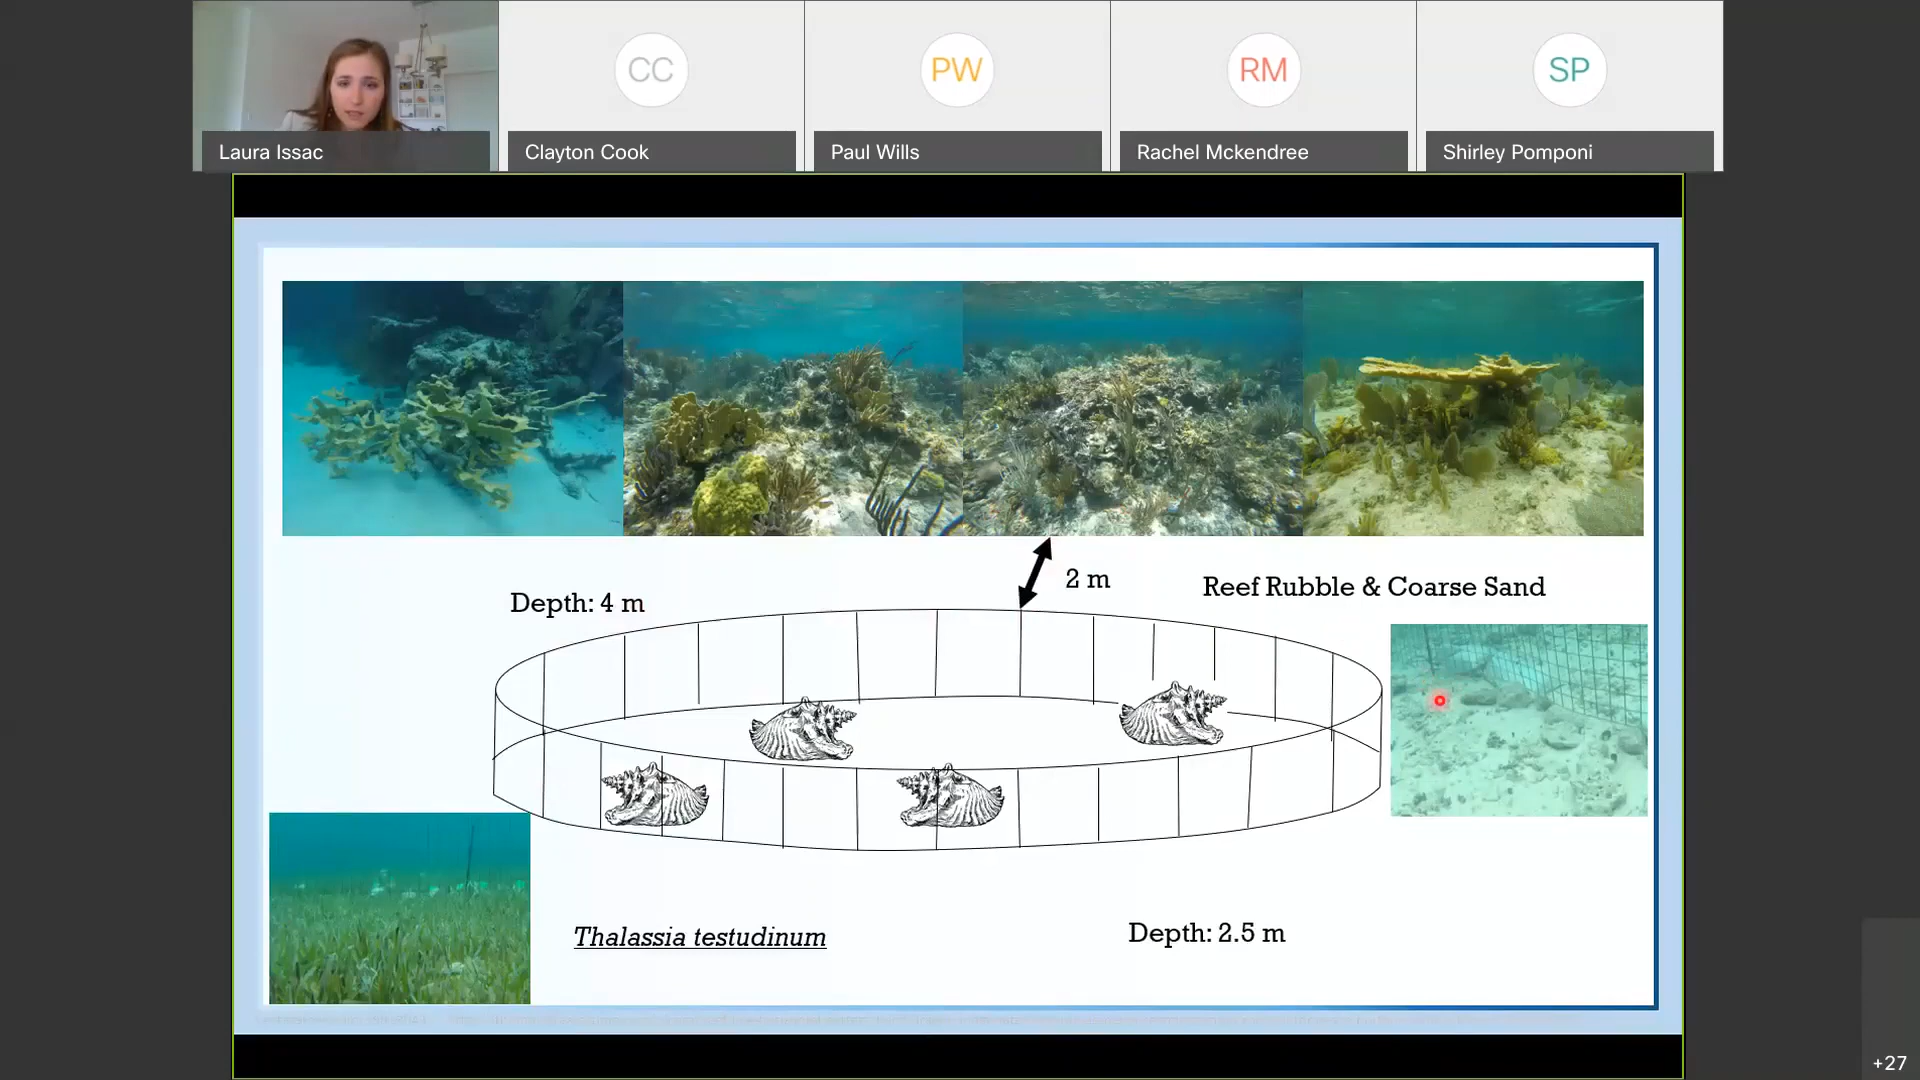 CC
PW
RM
SP
Laura Issac
Clayton Cook
Paul Wills
Rachel Mckendree
Shirley Pomponi
2 m
Reef Rubble & Coarse Sand
Depth: 4 m
Thalassia testudinum
Depth: 2.5 m
+27